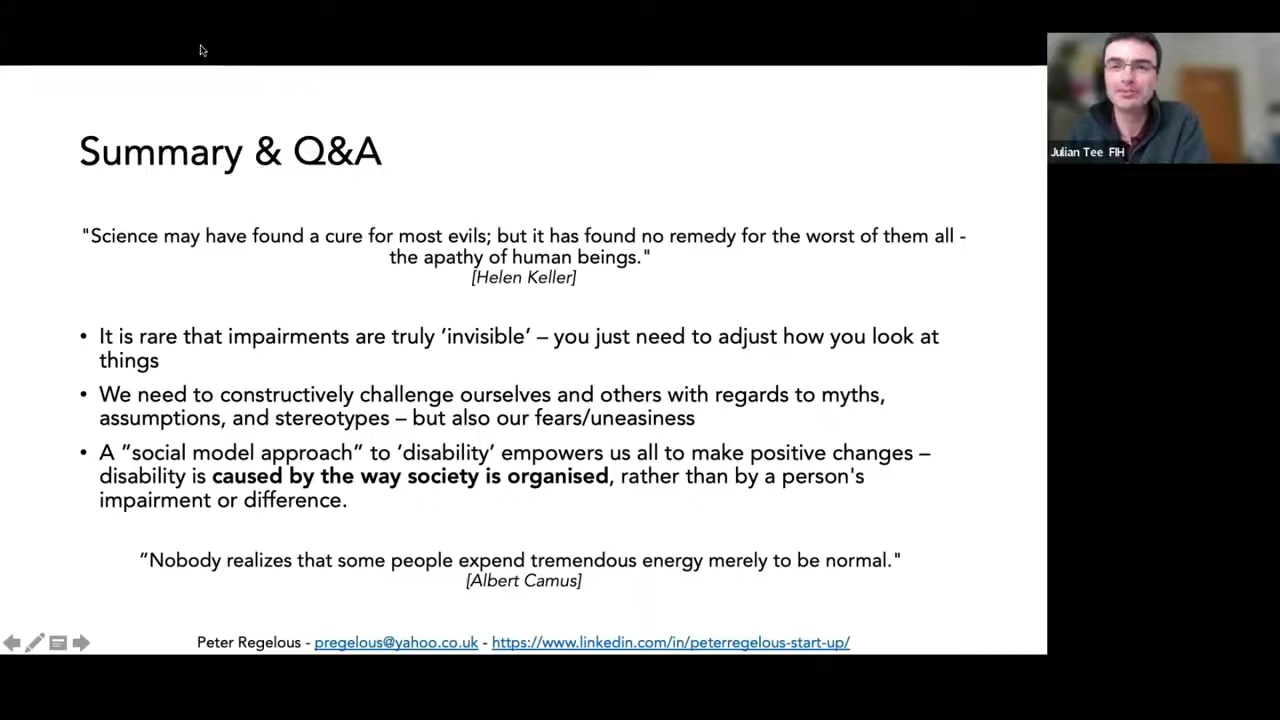 Summary & Q&A
"Science may have found a cure for most evils; but it has found no remedy for the worst of them all -
the apathy of human beings."
[Helen Keller]
• It is rare that impairments are truly ‘invisible’ – you just need to adjust how you look at
things
• We need to constructively challenge ourselves and others with regards to myths,
assumptions, and stereotypes – but also our fears/uneasiness
• A ”social model approach” to ‘disability’ empowers us all to make positive changes –
disability is caused by the way society is organised, rather than by a person's
impairment or difference.
”Nobody realizes that some people expend tremendous energy merely to be normal."
[Albert Camus]
Peter Regelous - pregelous@yahoo.co.uk - https://www.linkedin.com/in/peterregelous-start-up/
Julian Tee FIH